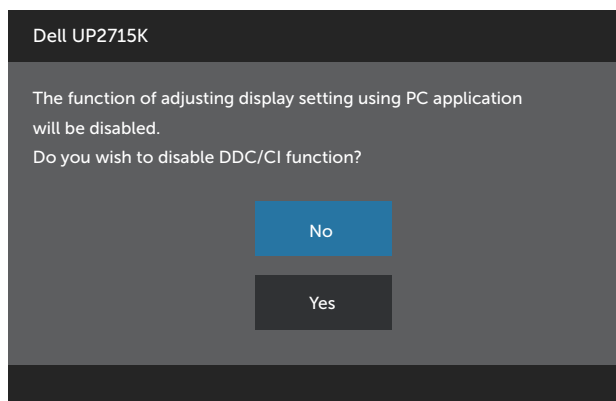 Dell UP2715K
The function of adjusting display setting using PC application
will be disabled.
Do you wish to disable DDC/CI function?
No
Yes